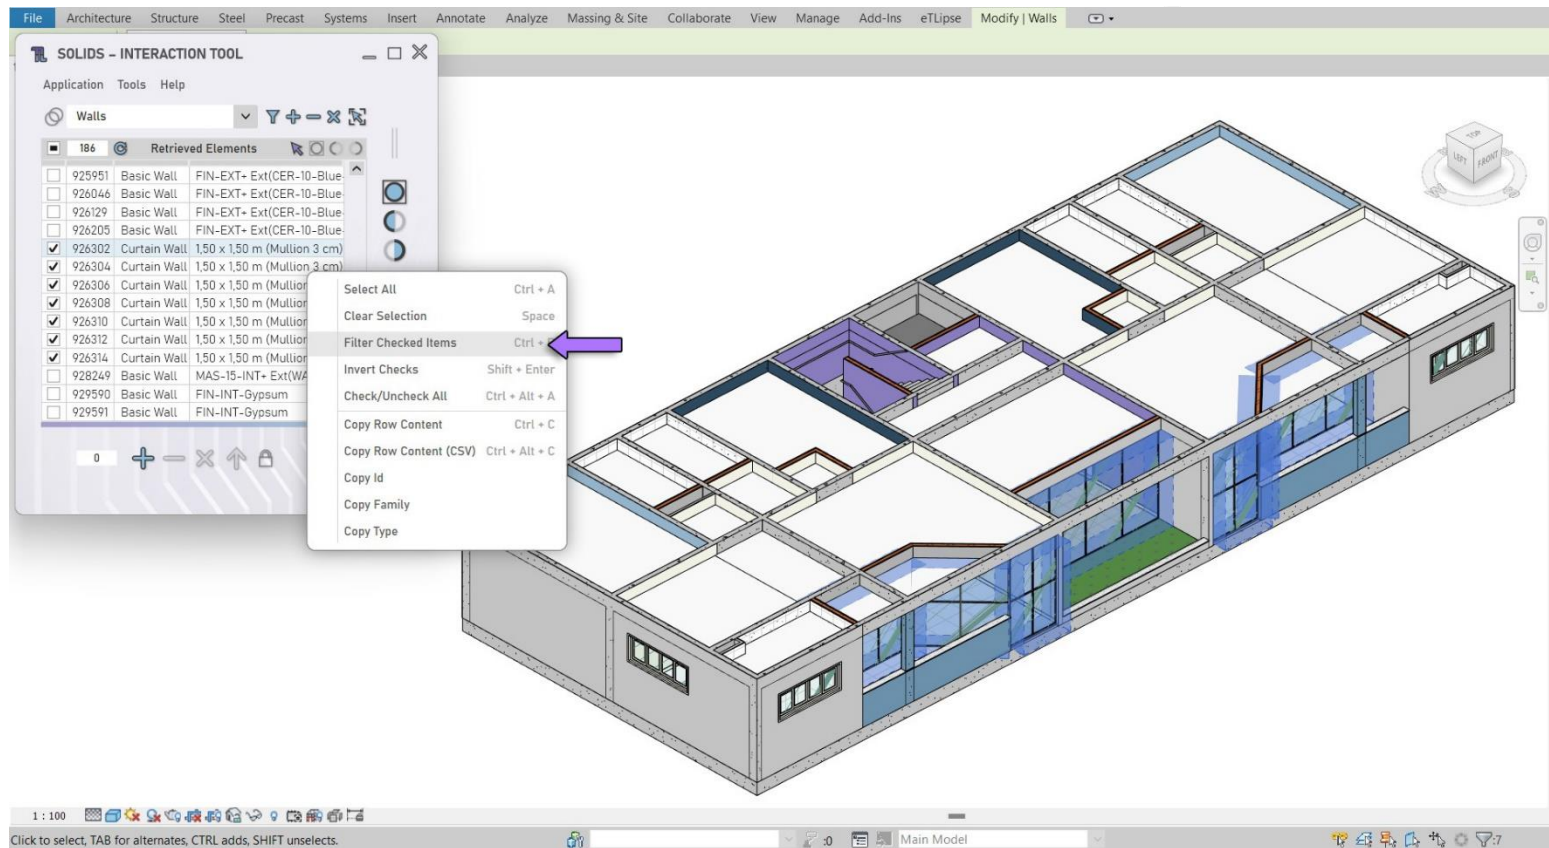 File Architecture Structure Steel Precast Systems Insert Annotate Analyze Massing & Site Collaborate View Manage Add-Ins eTLipse Modify | Walls
SOLIDS – INTERACTION TOOL
Application Tools Help
Walls
186 Retrieved Elements
925951 Basic Wall FIN-EXT+ Ext(CER-10-Blue-
926046 Basic Wall FIN-EXT+ Ext(CER-10-Blue-
926129 Basic Wall FIN-EXT+ Ext(CER-10-Blue-
926205 Basic Wall FIN-EXT+ Ext(CER-10-Blue-
926302 Curtain Wall 1,50 x 1,50 m (Mullion 3 cm)
926304 Curtain Wall 1,50 x 1,50 m (Mullion 3 cm)
926306 Curtain Wall 1,50 x 1,50 m (Mullion
926308 Curtain Wall 1,50 x 1,50 m (Mullion
926310 Curtain Wall 1,50 x 1,50 m (Mullion
926312 Curtain Wall 1,50 x 1,50 m (Mullion
926314 Curtain Wall 1,50 x 1,50 m (Mullion
928249 Basic Wall MAS-15-INT+ Ext(WA
929590 Basic Wall FIN-INT-Gypsum
929591 Basic Wall FIN-INT-Gypsum
0
Select All Ctrl + A
Clear Selection Space
Filter Checked Items Ctrl +
Invert Checks Shift + Enter
Check/Uncheck All Ctrl + Alt + A
Copy Row Content Ctrl + C
Copy Row Content (CSV) Ctrl + Alt + C
Copy Id
Copy Family
Copy Type
TOP
LEFT FRONT
1 : 100
Click to select, TAB for alternates, CTRL adds, SHIFT unselects.
:0
Main Model
:7